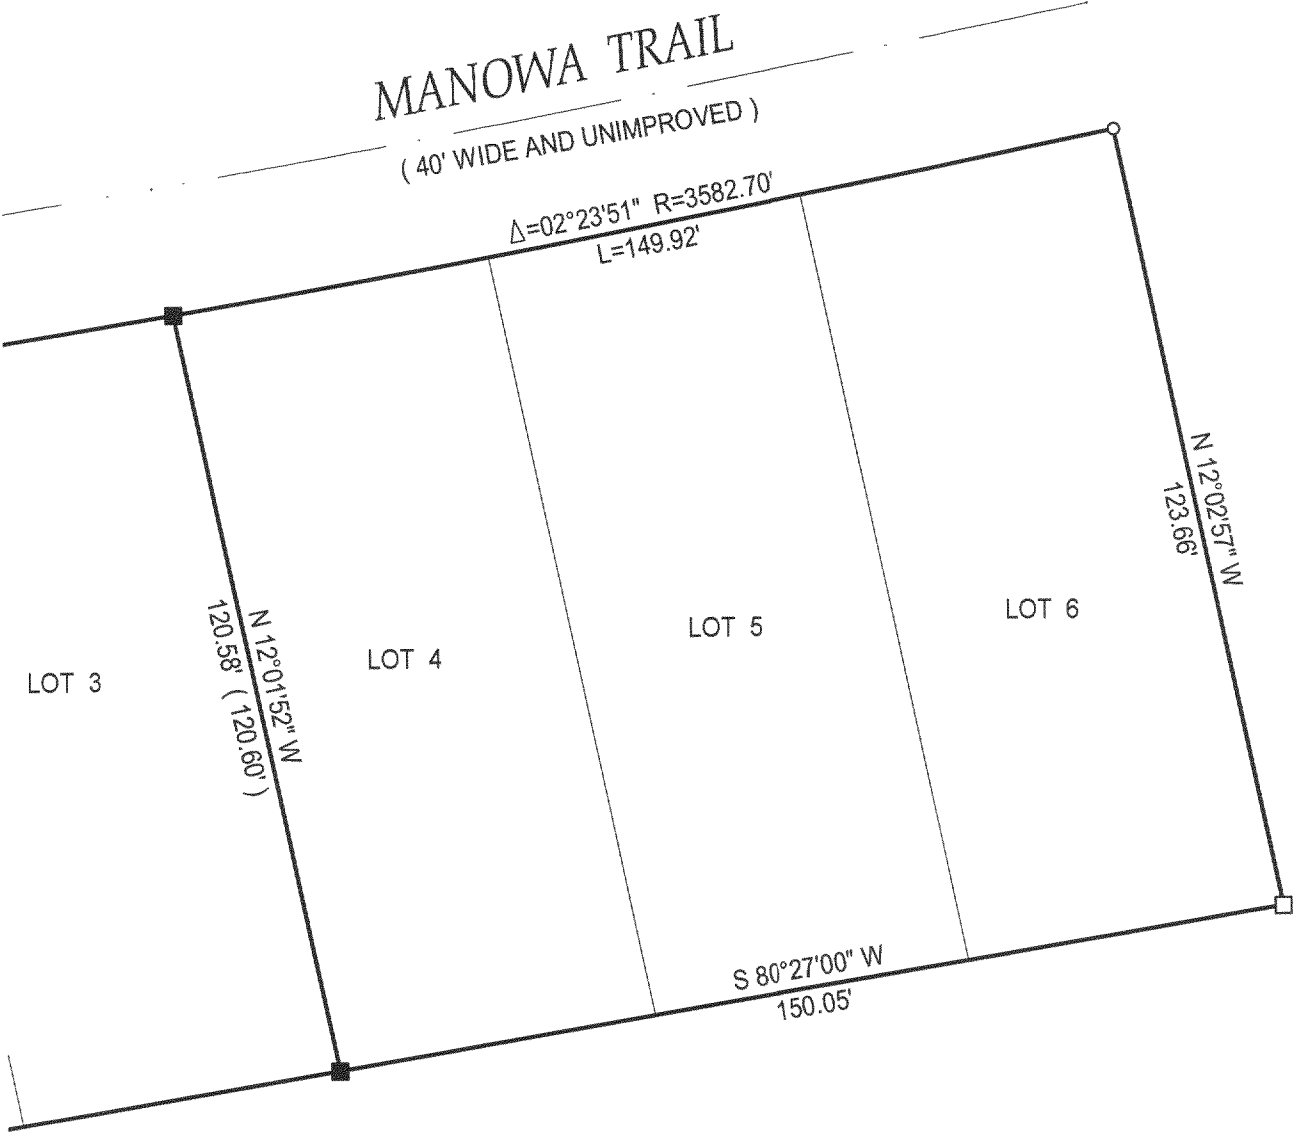 MANOWA TRAIL
( 40' WIDE AND UNIMPROVED )
Δ=02°23'51" R=3582.70'
L=149.92'
N 12°02'57" W
123.66'
N 12°01'52" W
120.58' ( 120.60' )
LOT 3
LOT 4
LOT 5
LOT 6
S 80°27'00" W
150.05'